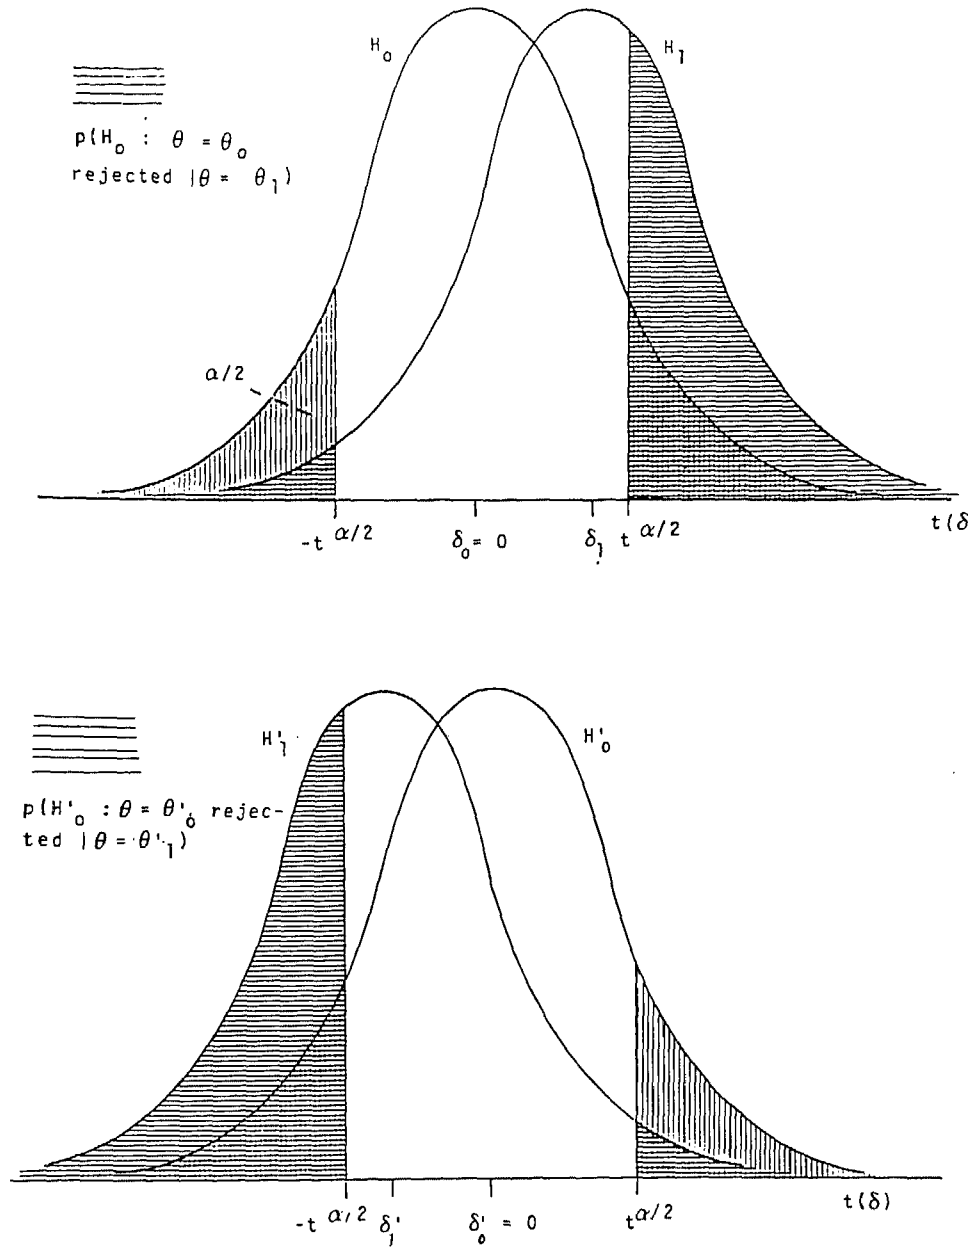 H₀
H₁
p(H₀ : θ = θ₀
rejected |θ = θ₁)
α/2
-t α/2
δ₀= 0
δ₁
t α/2
t(δ
H'₁
H'₀
p(H'₀ : θ = θ'₀ rejec-
ted |θ = θ'₁)
-t α/2
δ'₁
δ'₀ = 0
tα/2
t(δ)